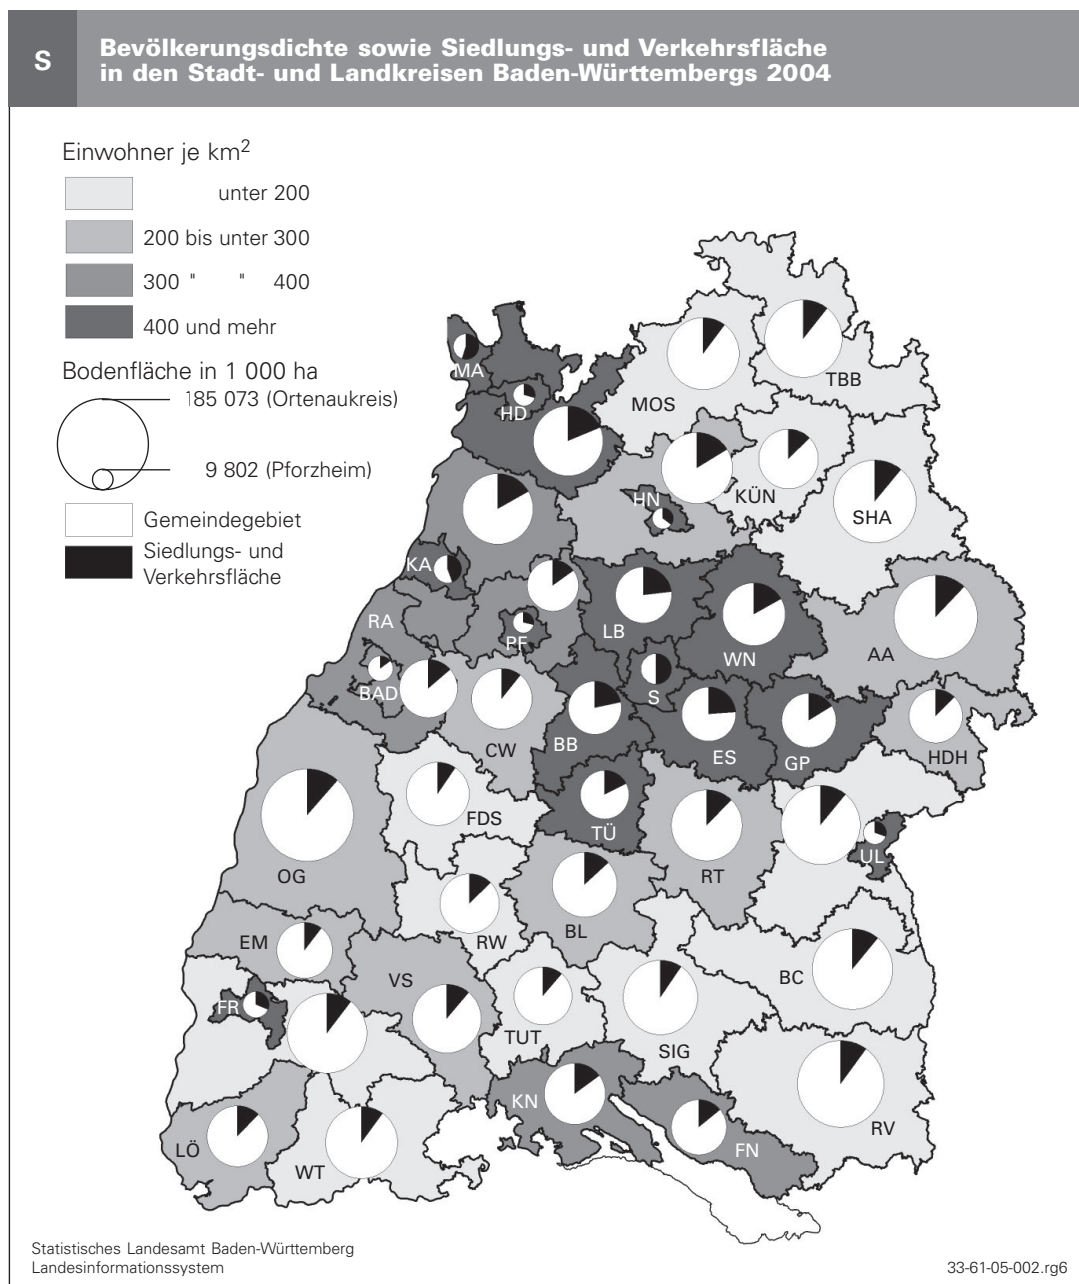 S
Bevölkerungsdichte sowie Siedlungs- und Verkehrsfläche
in den Stadt- und Landkreisen Baden-Württembergs 2004
Einwohner je km²
unter 200
200 bis unter 300
300 " " 400
400 und mehr
Bodenfläche in 1 000 ha
185 073 (Ortenaukreis)
9 802 (Pforzheim)
Gemeindegebiet
Siedlungs- und
Verkehrsfläche
MA
HD
MOS
TBB
HN
KÜN
SHA
KA
RA
PF
LB
WN
AA
BAD
S
CW
BB
ES
GP
HDH
FDS
TÜ
UL
OG
RT
RW
BL
EM
VS
BC
FR
TUT
SIG
KN
RV
LÖ
WT
FN
Statistisches Landesamt Baden-Württemberg
Landesinformationssystem
33-61-05-002.rg6